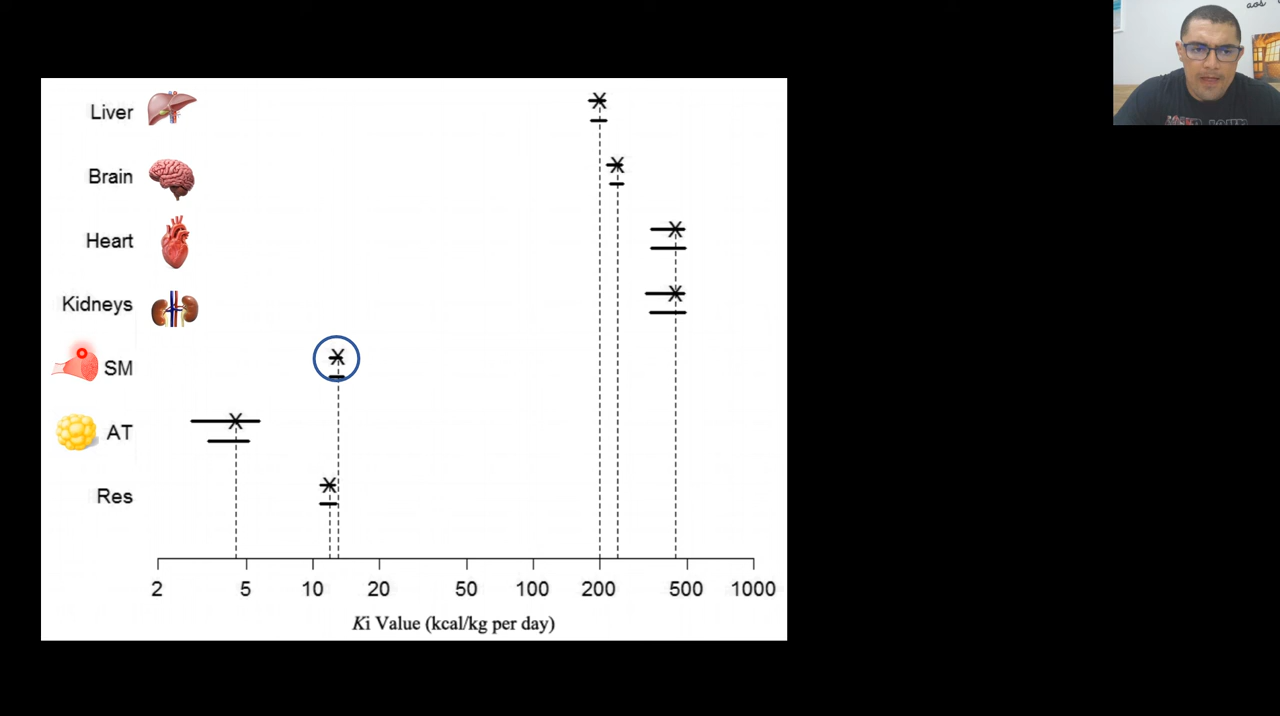 aos
Liver
Brain
Heart
Kidneys
SM
AT
Res
2 5 10 20 50 100 200 500 1000
Ki Value (kcal/kg per day)